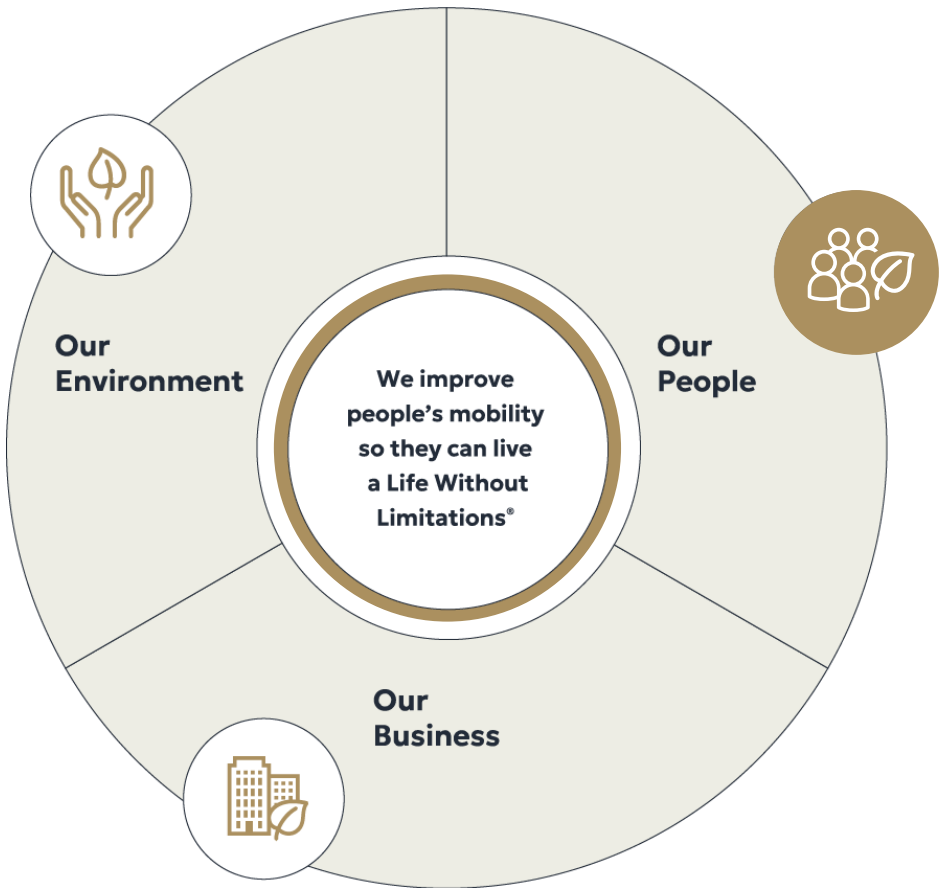 Our
Environment
We improve
people’s mobility
so they can live
a Life Without
Limitations®
Our
People
Our
Business